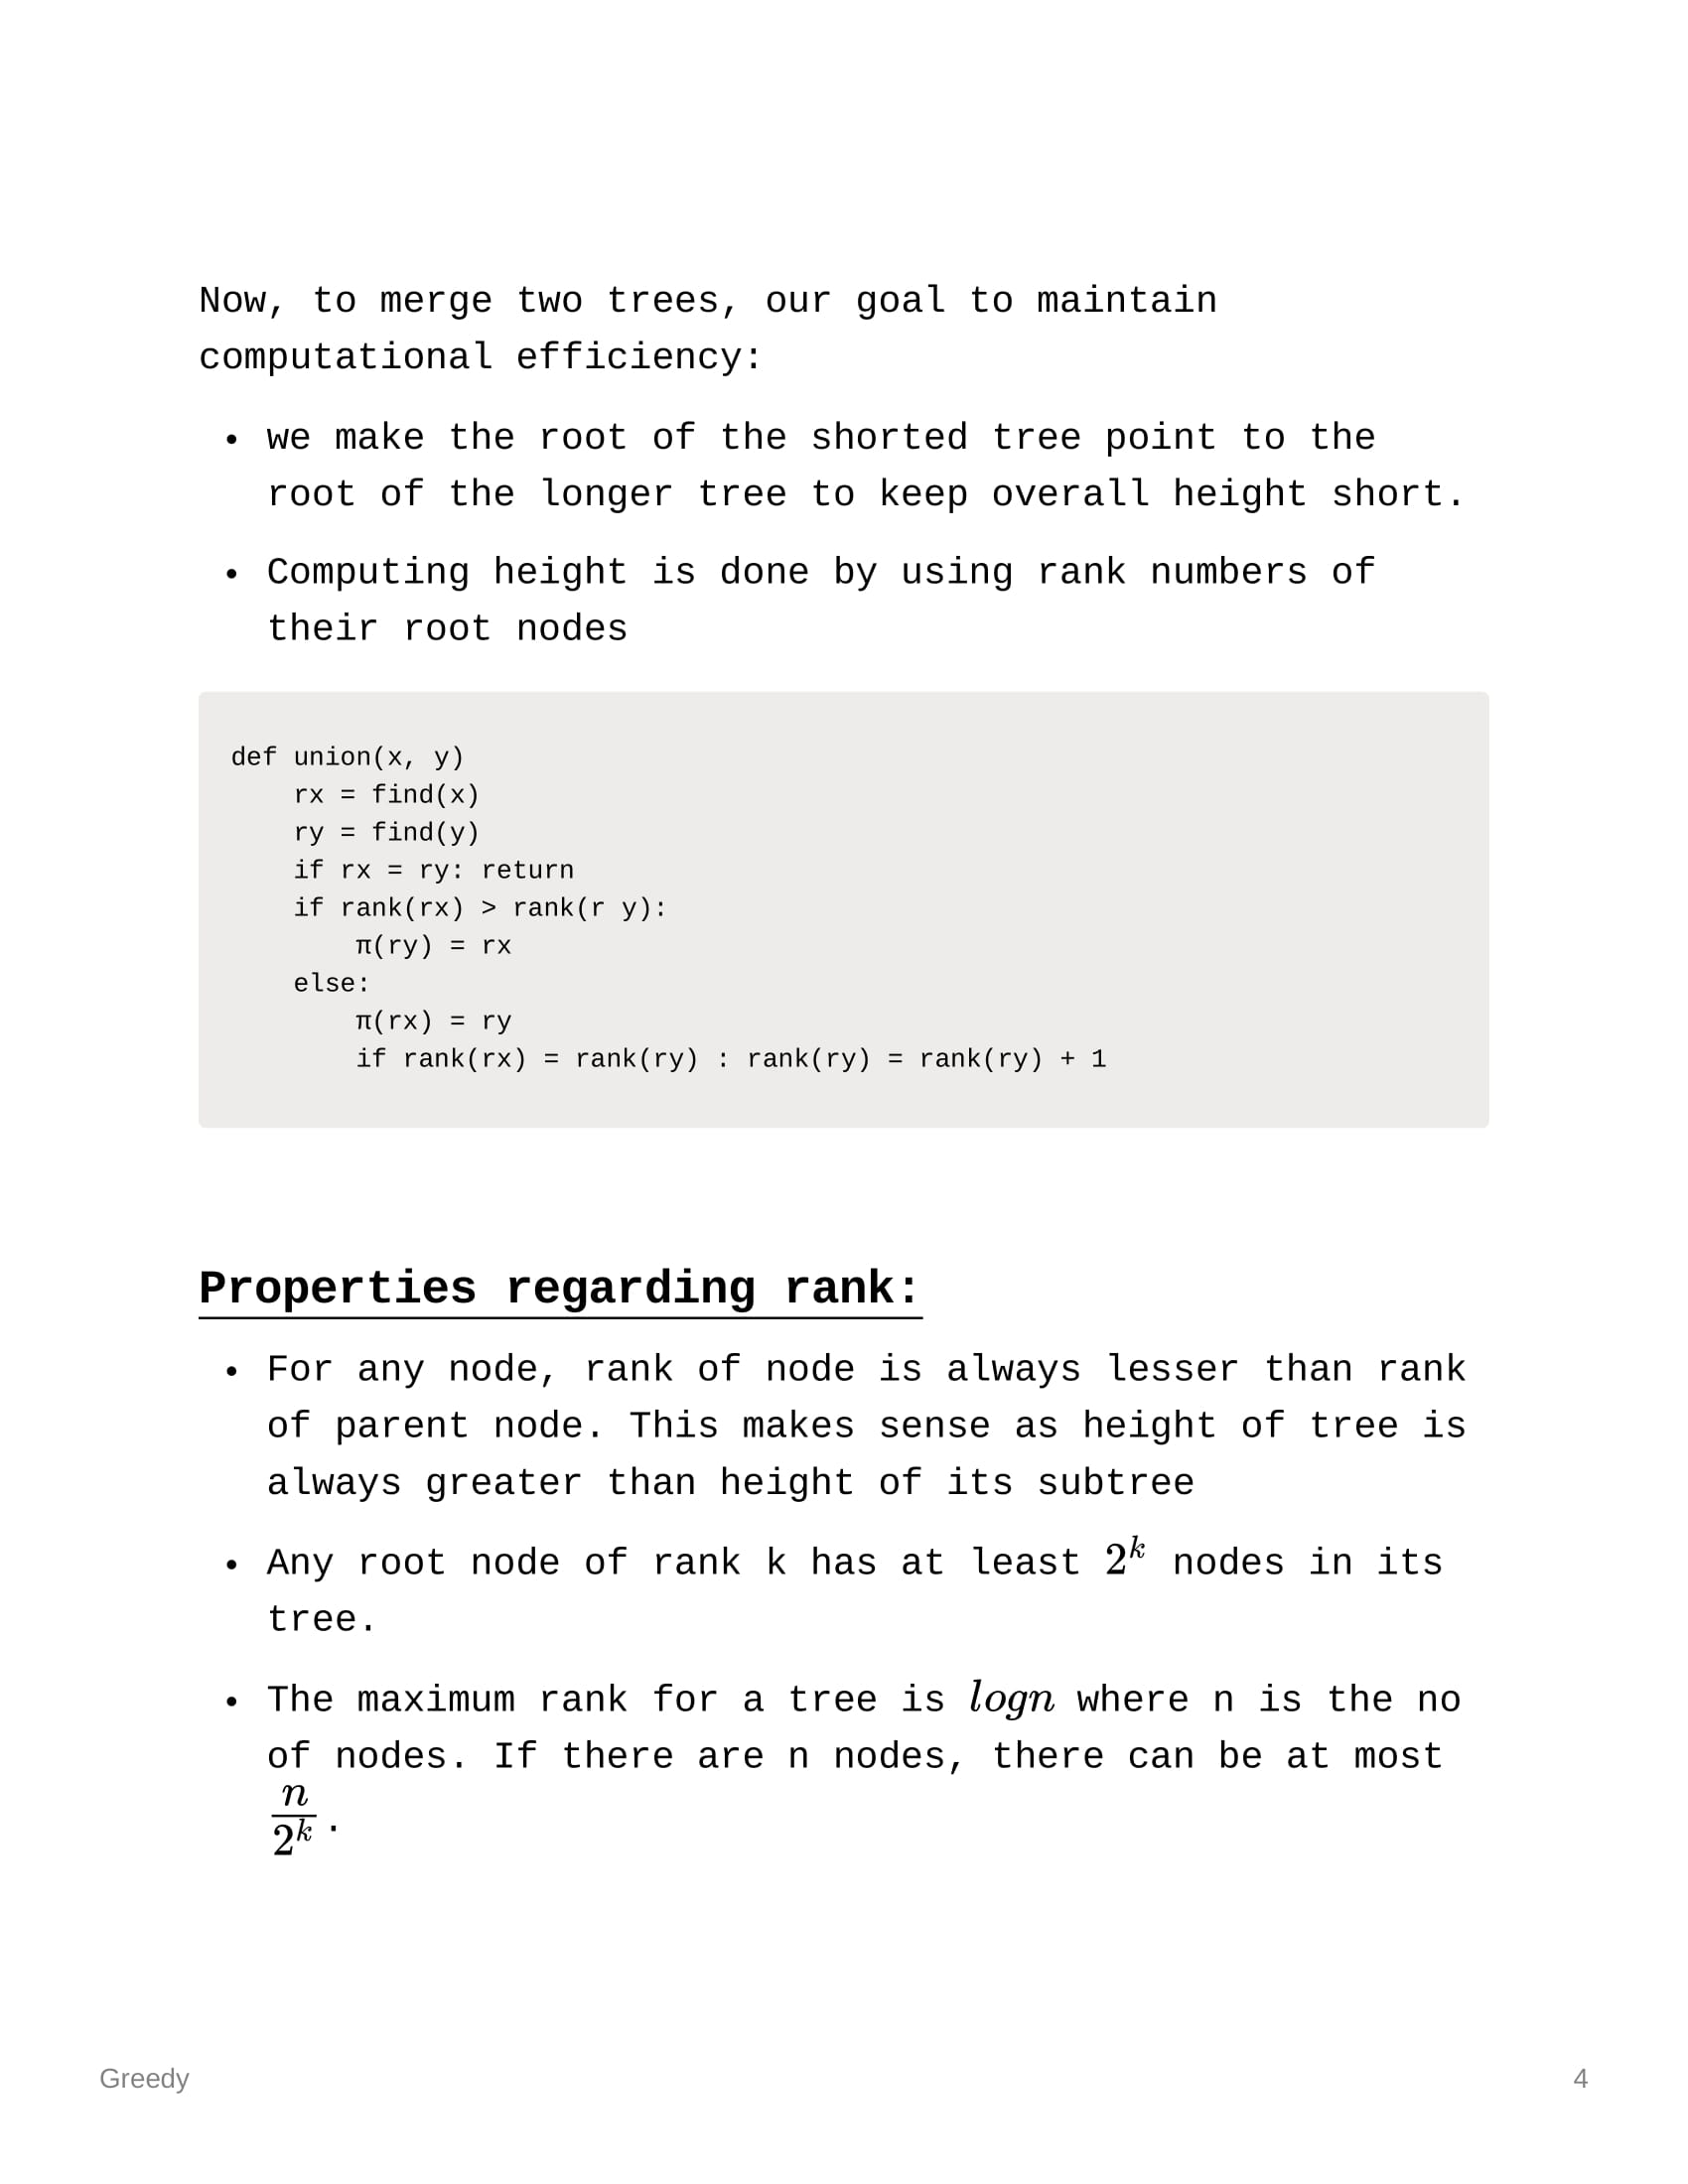 Now, to merge two trees, our goal to maintain
computational efficiency:
• we make the root of the shorted tree point to the
root of the longer tree to keep overall height short.
• Computing height is done by using rank numbers of
their root nodes
def union(x, y)
    rx = find(x)
    ry = find(y)
    if rx = ry: return
    if rank(rx) > rank(r y):
        π(ry) = rx
    else:
        π(rx) = ry
        if rank(rx) = rank(ry) : rank(ry) = rank(ry) + 1
Properties regarding rank:
• For any node, rank of node is always lesser than rank
of parent node. This makes sense as height of tree is
always greater than height of its subtree
• Any root node of rank k has at least $2^k$ nodes in its
tree.
• The maximum rank for a tree is $logn$ where n is the no
of nodes. If there are n nodes, there can be at most
$\frac{n}{2^k}$.
Greedy 4